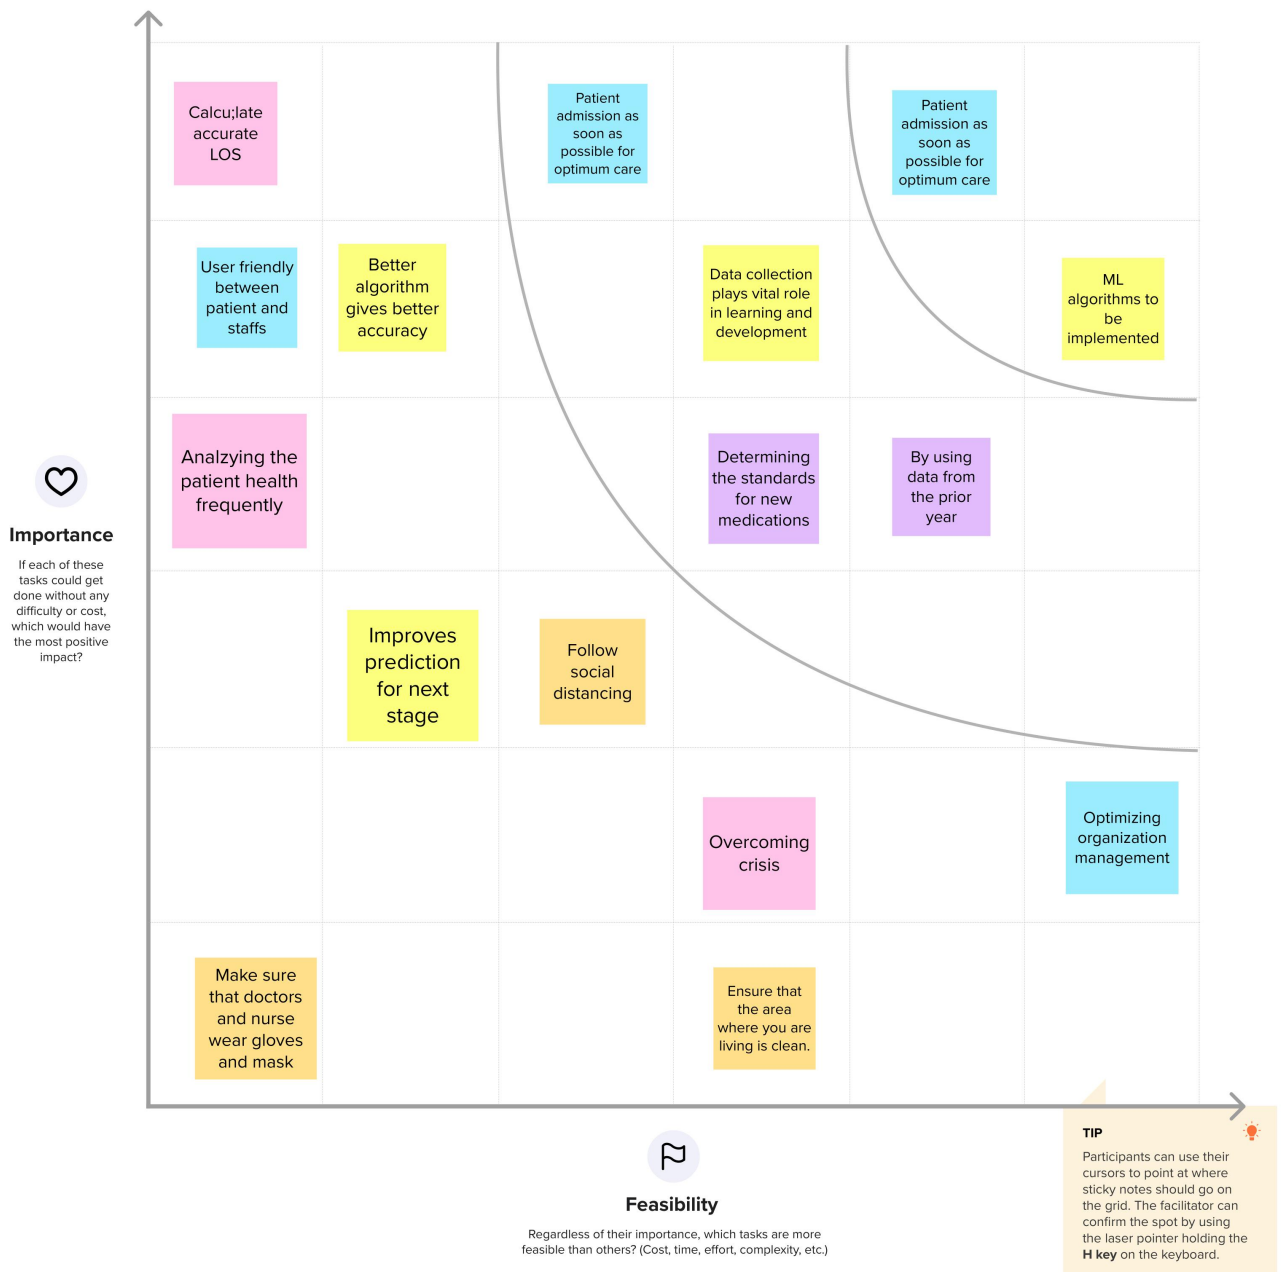 Calcu;late
accurate
LOS
Patient
admission as
soon as
possible for
optimum care
Patient
admission as
soon as
possible for
optimum care
User friendly
between
patient and
staffs
Better
algorithm
gives better
accuracy
Data collection
plays vital role
in learning and
development
ML
algorithms to
be
implemented
Analzying the
patient health
frequently
Determining
the standards
for new
medications
By using
data from
the prior
year
Importance
If each of these
tasks could get
done without any
difficulty or cost,
which would have
the most positive
impact?
Improves
prediction
for next
stage
Follow
social
distancing
Overcoming
crisis
Optimizing
organization
management
Make sure
that doctors
and nurse
wear gloves
and mask
Ensure that
the area
where you are
living is clean.
Feasibility
Regardless of their importance, which tasks are more
feasible than others? (Cost, time, effort, complexity, etc.)
TIP
Participants can use their
cursors to point at where
sticky notes should go on
the grid. The facilitator can
confirm the spot by using
the laser pointer holding the
H key on the keyboard.